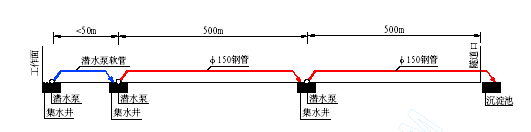 <50m
500m
500m
工作面
潜水泵软管
φ150钢管
φ150钢管
隧道口
潜水泵
潜水泵
潜水泵
沉淀池
集水井
集水井
集水井